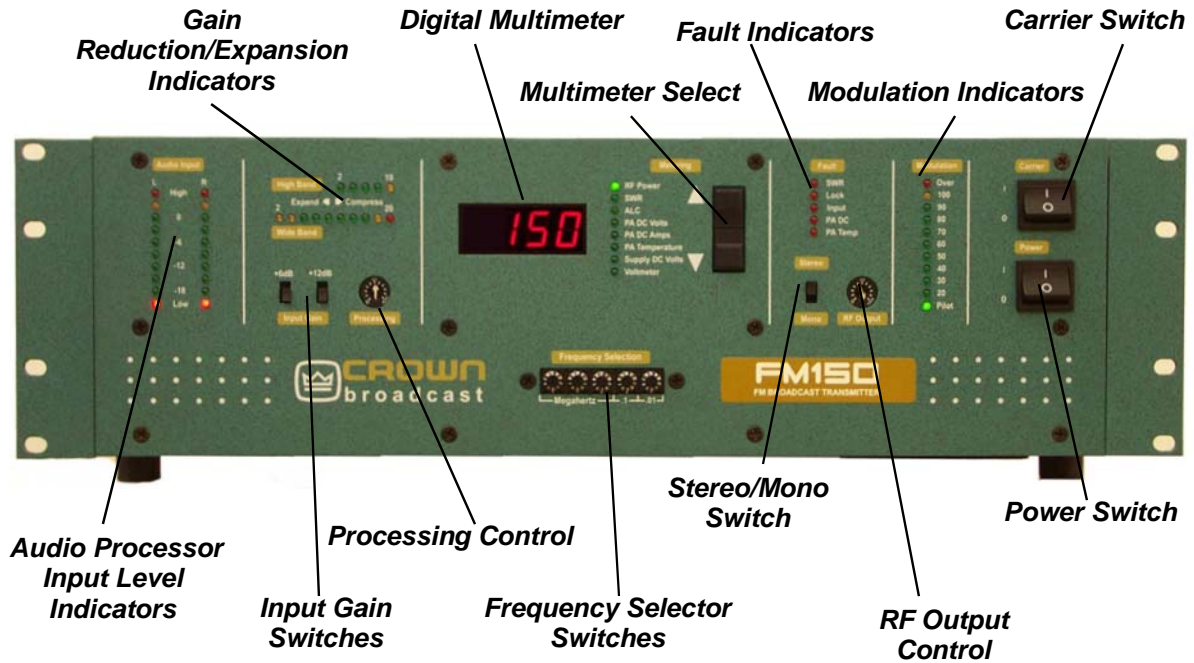 Gain
Reduction/Expansion
Indicators
Digital Multimeter
Fault Indicators
Carrier Switch
Multimeter Select
Modulation Indicators
Audio Input
L
R
High
0
-6
-12
-18
Low
High Band
2
18
Expand
Compress
2
20
Wide Band
+6dB
+12dB
Input Gain
Processing
150
Metering
RF Power
SWR
ALC
PA DC Volts
PA DC Amps
PA Temperature
Supply DC Volts
Voltmeter
Fault
SWR
Lock
Input
PA DC
PA Temp
Stereo
Mono
RF Output
Modulation
Over
100
90
80
70
60
50
40
30
20
Pilot
Carrier
I
0
I
O
Power
I
0
I
O
CROWN
broadcast
Frequency Selection
Megahertz
.1
.01
FM150
FM BROADCAST TRANSMITTER
Audio Processor
Input Level
Indicators
Input Gain
Switches
Processing Control
Frequency Selector
Switches
Stereo/Mono
Switch
RF Output
Control
Power Switch